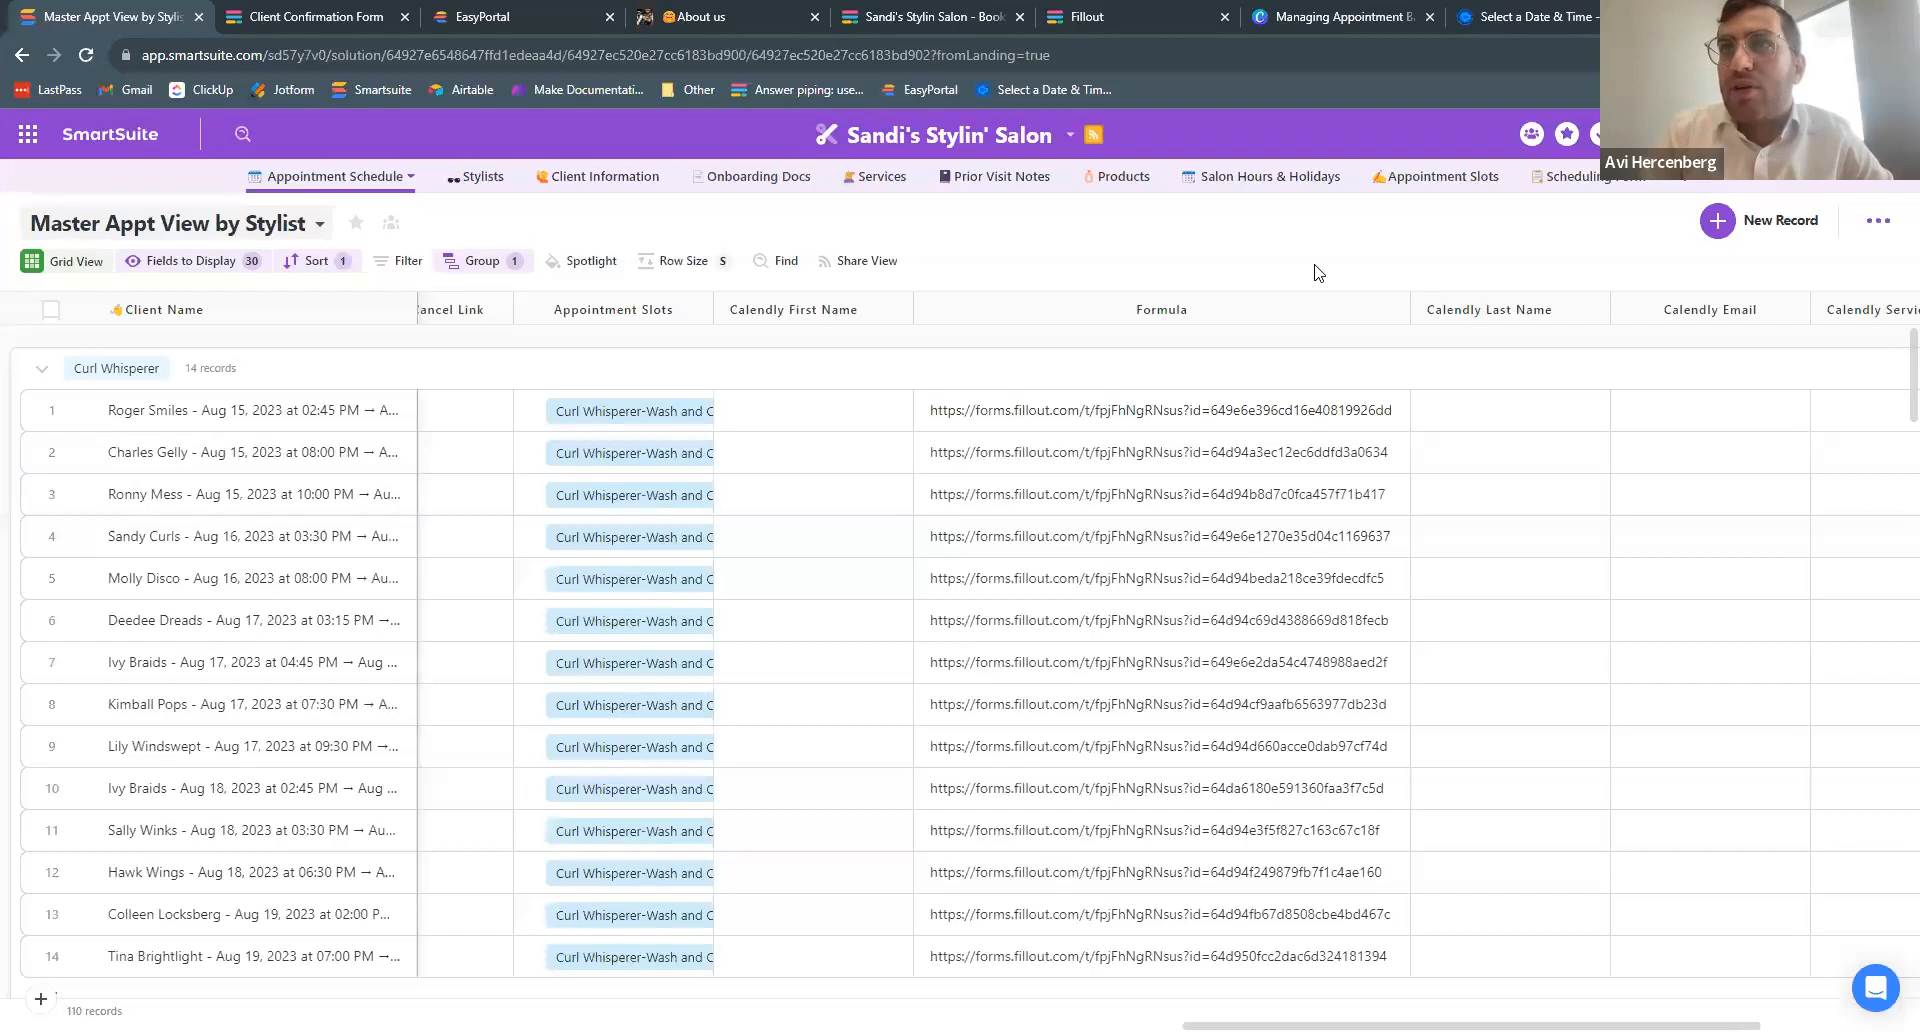 Master Appt View by Stylis
Client Confirmation Form
EasyPortal
About us
Sandi's Stylin Salon - Book
Fillout
Managing Appointment B
Select a Date & Time -
app.smartsuite.com/sd57y7v0/solution/64927e6548647ffd1edeaa4d/64927ec520e27cc6183bd900/64927ec520e27cc6183bd902?fromLanding=true
LastPass
Gmail
ClickUp
Jotform
Smartsuite
Airtable
Make Documentati...
Other
Answer piping: use...
EasyPortal
Select a Date & Tim...
SmartSuite
Sandi's Stylin' Salon
Avi Hercenberg
Appointment Schedule
Stylists
Client Information
Onboarding Docs
Services
Prior Visit Notes
Products
Salon Hours & Holidays
Appointment Slots
Master Appt View by Stylist
New Record
Grid View
Fields to Display 30
Sort 1
Filter
Group 1
Spotlight
Row Size S
Find
Share View
Client Name
ancel Link
Appointment Slots
Calendly First Name
Formula
Calendly Last Name
Calendly Email
Calendly Servi
Curl Whisperer 14 records
1 Roger Smiles - Aug 15, 2023 at 02:45 PM → A... Curl Whisperer-Wash and C https://forms.fillout.com/t/fpjFhNgRNsus?id=649e6e396cd16e40819926dd
2 Charles Gelly - Aug 15, 2023 at 08:00 PM → A... Curl Whisperer-Wash and C https://forms.fillout.com/t/fpjFhNgRNsus?id=64d94a3ec12ec6ddfd3a0634
3 Ronny Mess - Aug 15, 2023 at 10:00 PM → Au... Curl Whisperer-Wash and C https://forms.fillout.com/t/fpjFhNgRNsus?id=64d94b8d7c0fca457f71b417
4 Sandy Curls - Aug 16, 2023 at 03:30 PM → Au... Curl Whisperer-Wash and C https://forms.fillout.com/t/fpjFhNgRNsus?id=649e6e1270e35d04c1169637
5 Molly Disco - Aug 16, 2023 at 08:00 PM → Au... Curl Whisperer-Wash and C https://forms.fillout.com/t/fpjFhNgRNsus?id=64d94beda218ce39fdecdfc5
6 Deedee Dreads - Aug 17, 2023 at 03:15 PM →... Curl Whisperer-Wash and C https://forms.fillout.com/t/fpjFhNgRNsus?id=64d94c69d4388669d818fecb
7 Ivy Braids - Aug 17, 2023 at 04:45 PM → Aug ... Curl Whisperer-Wash and C https://forms.fillout.com/t/fpjFhNgRNsus?id=649e6e2da54c4748988aed2f
8 Kimball Pops - Aug 17, 2023 at 07:30 PM → A... Curl Whisperer-Wash and C https://forms.fillout.com/t/fpjFhNgRNsus?id=64d94cf9aafb6563977db23d
9 Lily Windswept - Aug 17, 2023 at 09:30 PM →... Curl Whisperer-Wash and C https://forms.fillout.com/t/fpjFhNgRNsus?id=64d94d660acce0dab97cf74d
10 Ivy Braids - Aug 18, 2023 at 02:45 PM → Aug ... Curl Whisperer-Wash and C https://forms.fillout.com/t/fpjFhNgRNsus?id=64da6180e591360faa3f7c5d
11 Sally Winks - Aug 18, 2023 at 03:30 PM → Au... Curl Whisperer-Wash and C https://forms.fillout.com/t/fpjFhNgRNsus?id=64d94e3f5f827c163c67c18f
12 Hawk Wings - Aug 18, 2023 at 06:30 PM → A... Curl Whisperer-Wash and C https://forms.fillout.com/t/fpjFhNgRNsus?id=64d94f249879fb7f1c4ae160
13 Colleen Locksberg - Aug 19, 2023 at 02:00 P... Curl Whisperer-Wash and C https://forms.fillout.com/t/fpjFhNgRNsus?id=64d94fb67d8508cbe4bd467c
14 Tina Brightlight - Aug 19, 2023 at 07:00 PM →... Curl Whisperer-Wash and C https://forms.fillout.com/t/fpjFhNgRNsus?id=64d950fcc2dac6d324181394
110 records